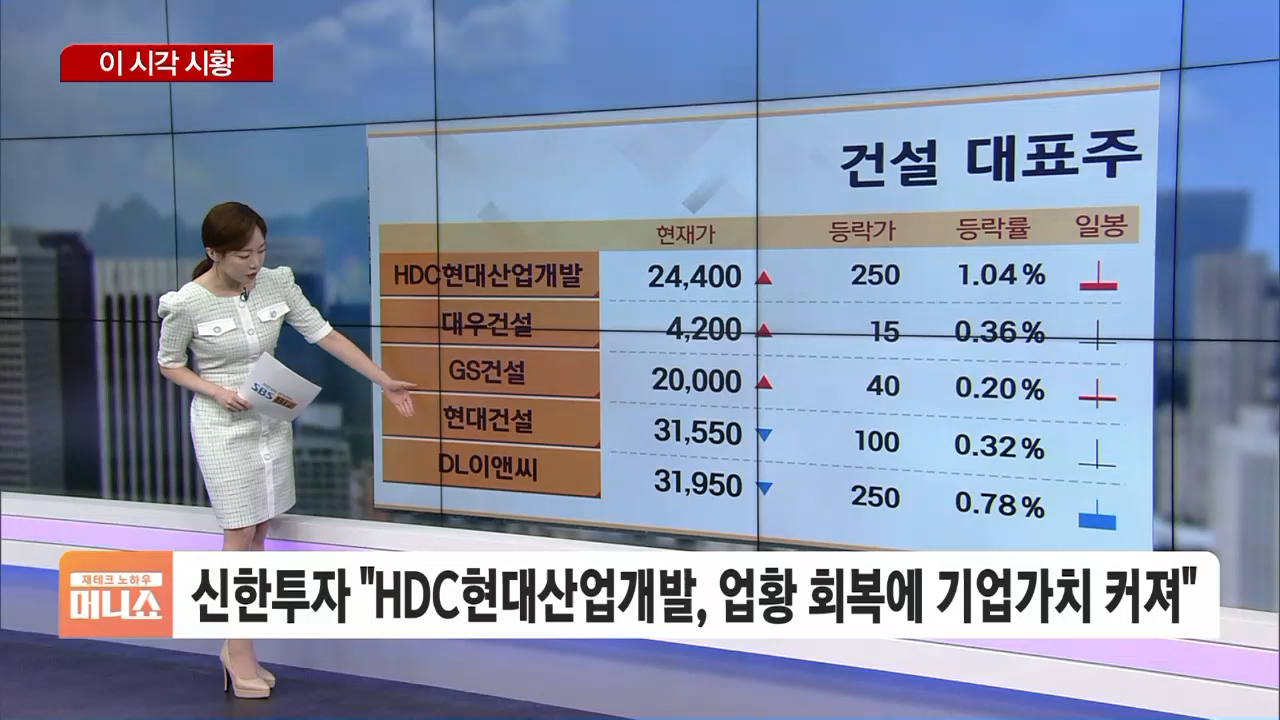 이 시각 시황
건설 대표주
현재가 등락가 등락률 일봉
HDC현대산업개발 24,400 ▲ 250 1.04%
대우건설 4,200 ▲ 15 0.36%
GS건설 20,000 ▲ 40 0.20%
현대건설 31,550 ▼ 100 0.32%
DL이앤씨 31,950 ▼ 250 0.78%
SBS
재테크 노하우
머니쇼
신한투자 "HDC현대산업개발, 업황 회복에 기업가치 커져"